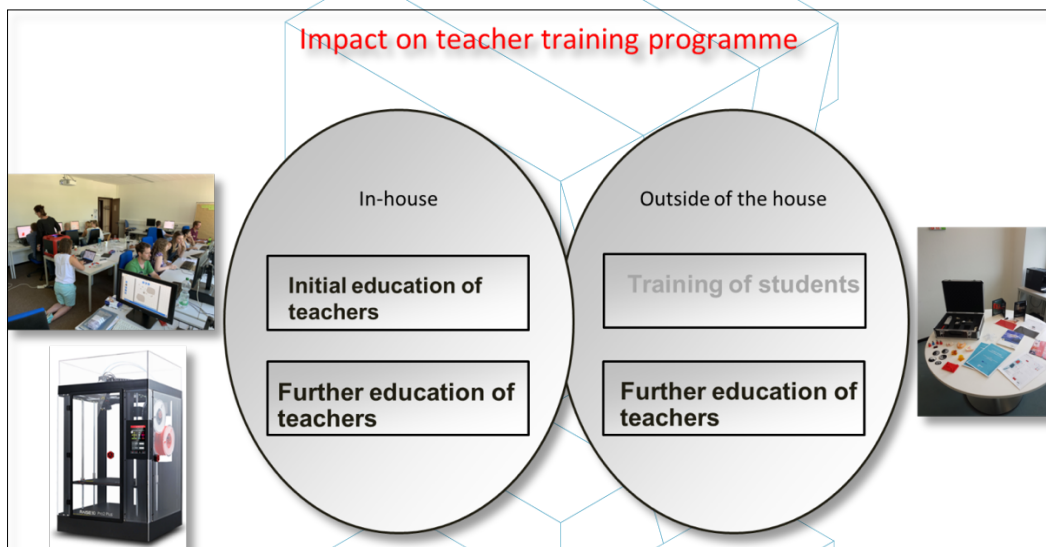 Impact on teacher training programme
In-house
Initial education of
teachers
Further education of
teachers
Outside of the house
Training of students
Further education of
teachers